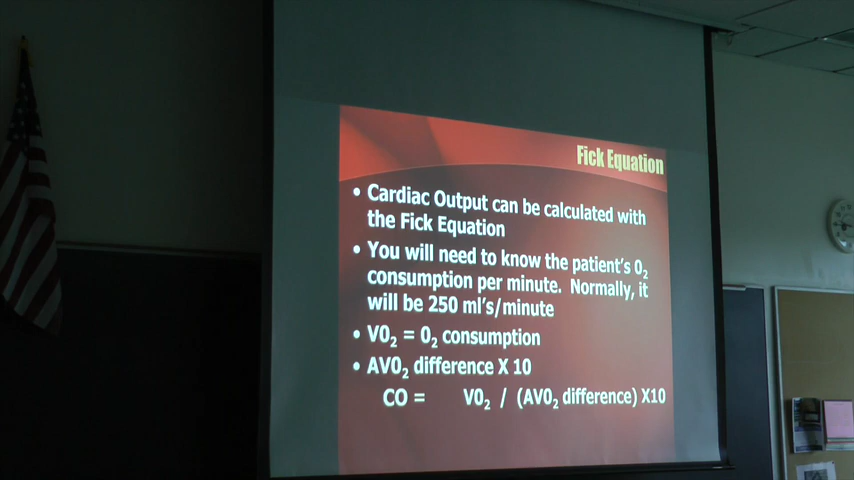 Fick Equation
• Cardiac Output can be calculated with
the Fick Equation
• You will need to know the patient's 0₂
consumption per minute. Normally, it
will be 250 ml's/minute
• V0₂ = 0₂ consumption
• AV0₂ difference X 10
CO = V0₂ / (AV0₂ difference) X10